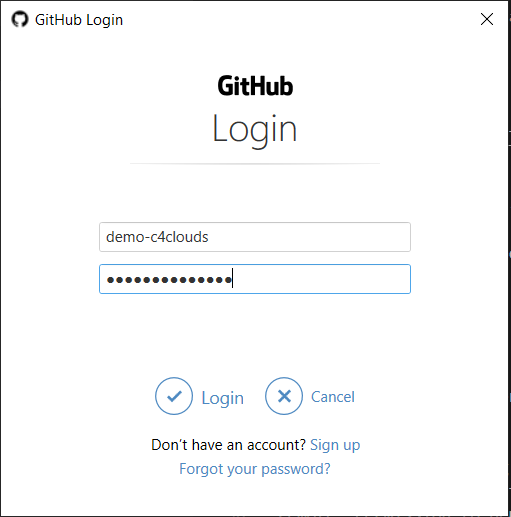 GitHub Login
GitHub
Login
demo-c4clouds
●●●●●●●●●●●●●●
Login Cancel
Don't have an account? Sign up
Forgot your password?